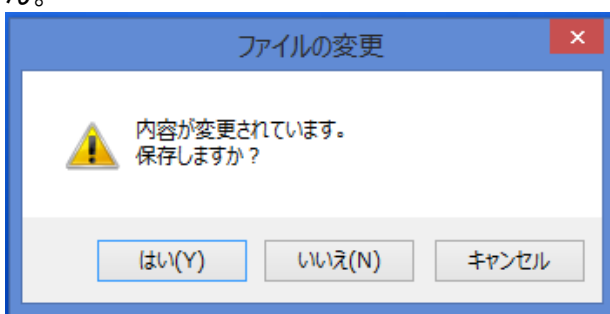 ん。
ファイルの変更
内容が変更されています。
保存しますか?
はい(Y)
いいえ(N)
キャンセル